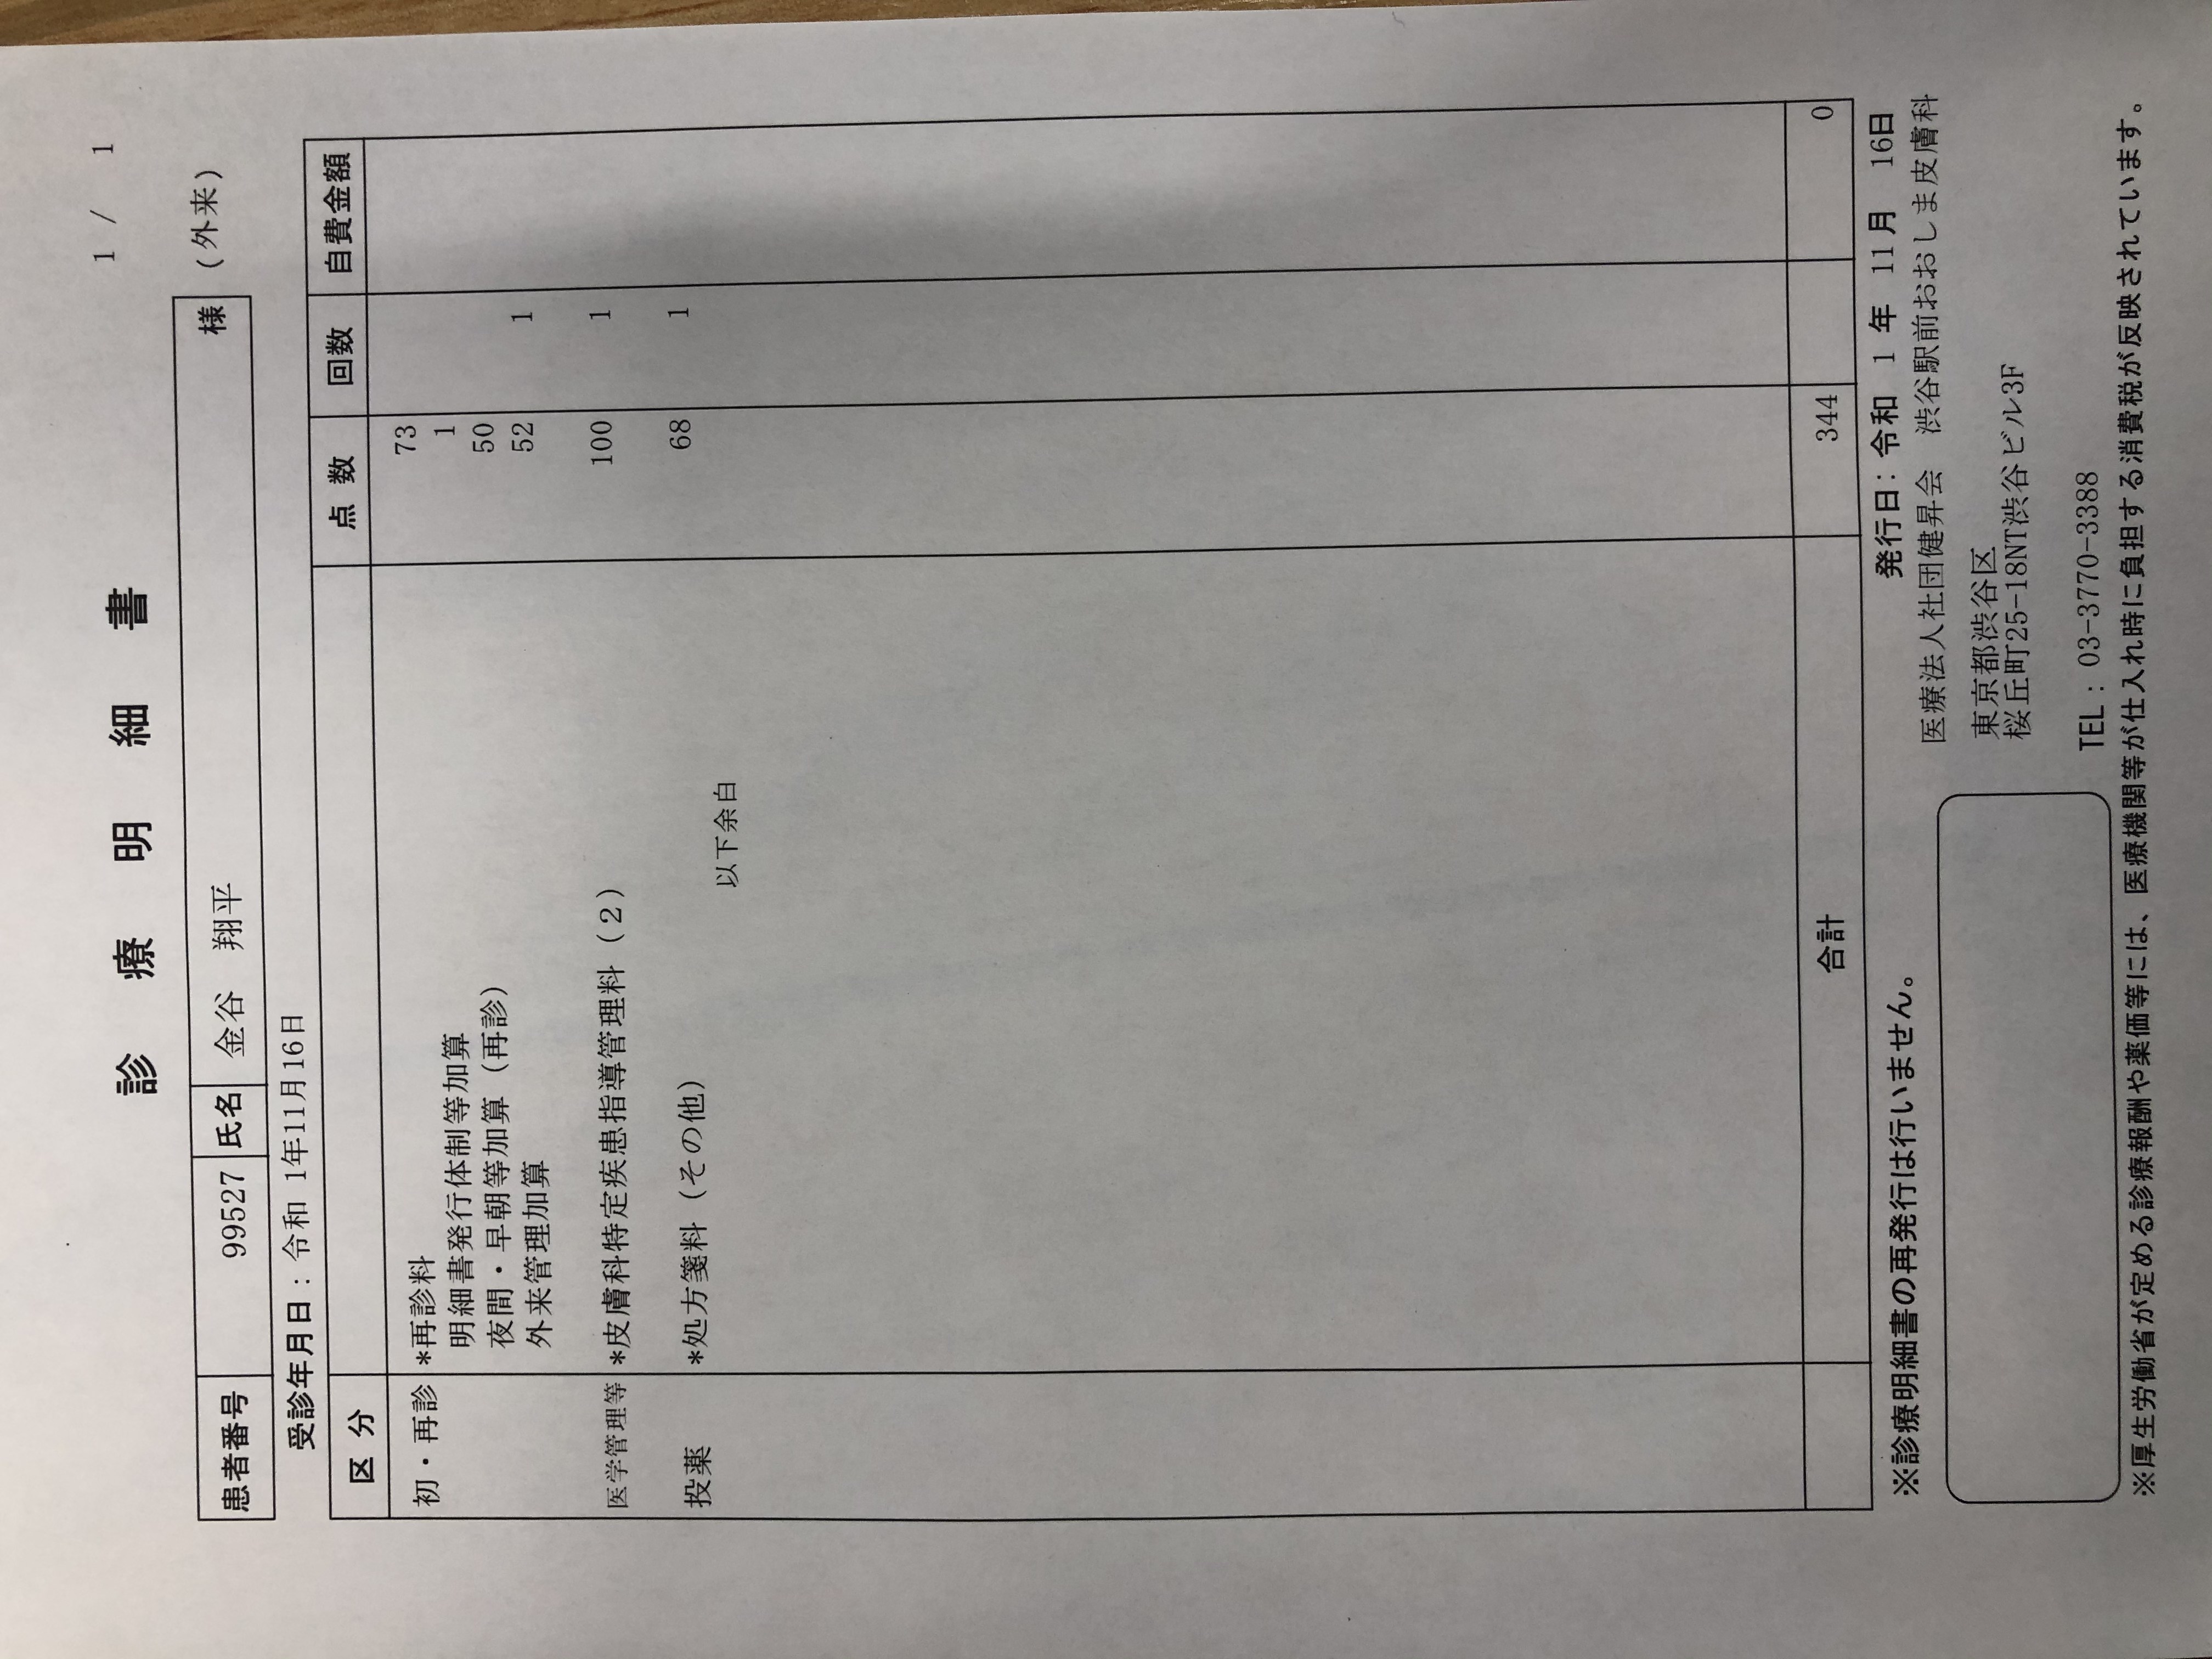 1 / 1
診療明細書
患者番号 99527 氏名 金谷 翔平 様 (外来)
受診年月日：令和 1年11月16日
区分 点数 回数 自費金額
初・再診 *再診料 73
明細書発行体制等加算 1
夜間・早朝等加算（再診） 50
外来管理加算 52 1
医学管理等 *皮膚科特定疾患指導管理料（２） 100 1
投薬 *処方箋料（その他） 68 1
以下余白
合計 344 0
※診療明細書の再発行は行いません。 発行日：令和 1 年 11月 16日
医療法人社団健昇会 渋谷駅前おおしま皮膚科
東京都渋谷区
桜丘町25-18NT渋谷ビル3F
TEL： 03-3770-3388
※厚生労働省が定める診療報酬や薬価等には、医療機関等が仕入れ時に負担する消費税が反映されています。